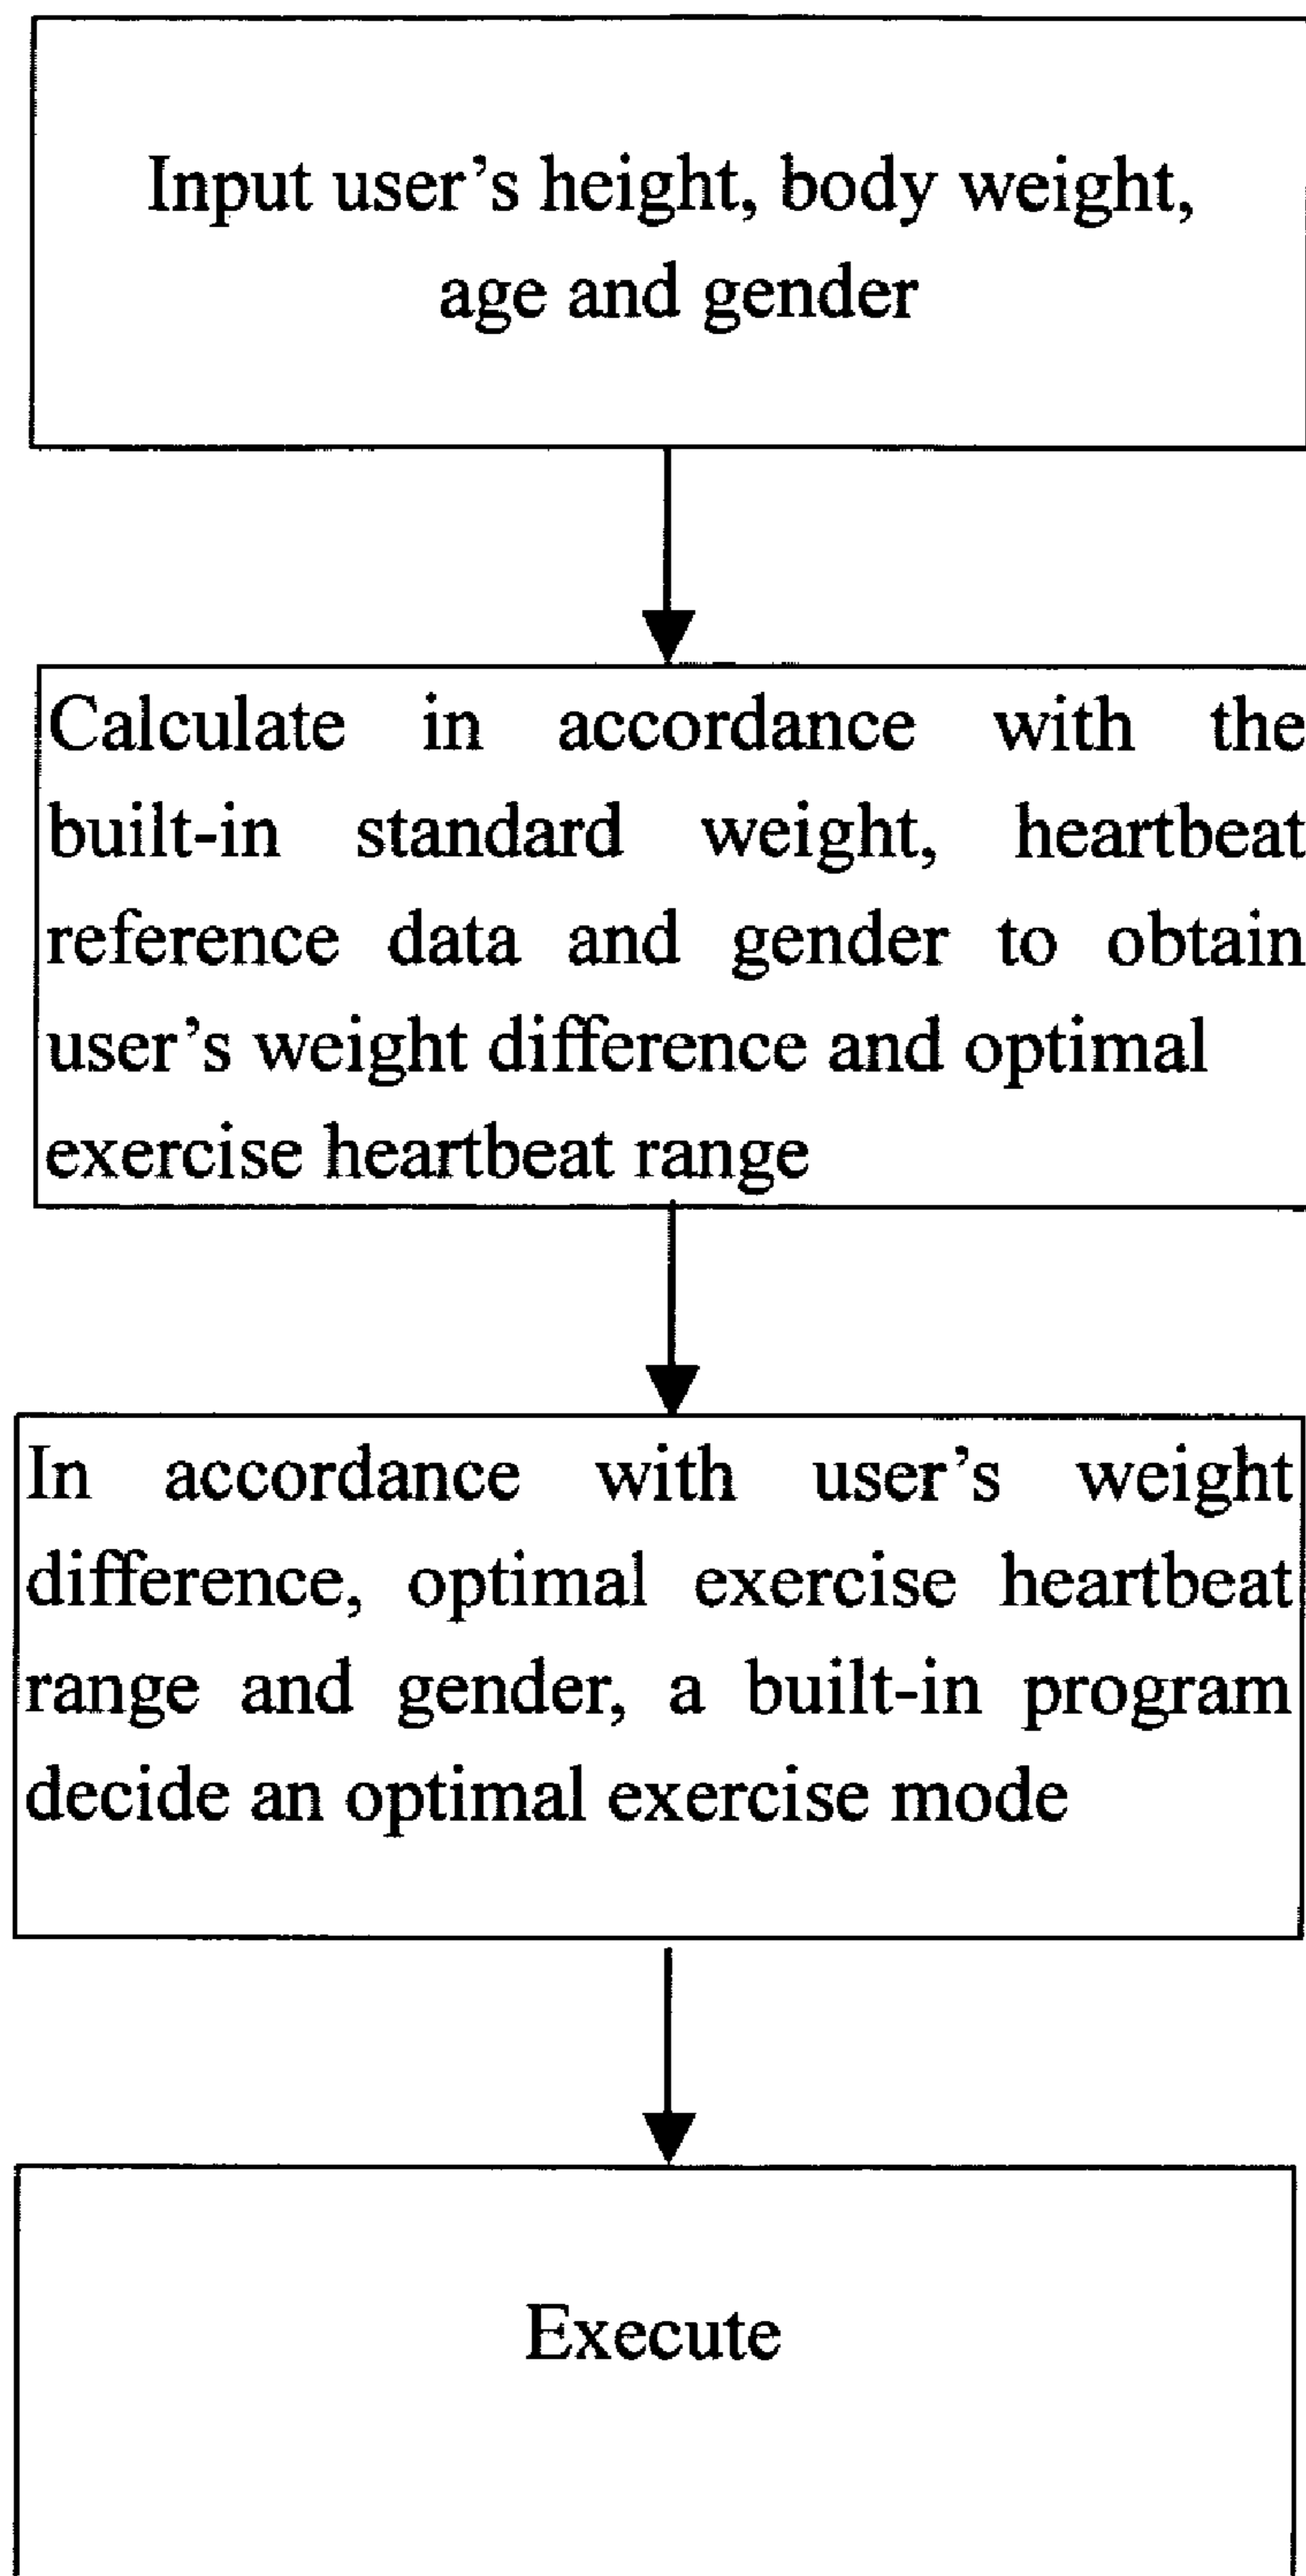 Input user’s height, body weight,
age and gender
Calculate in accordance with the
built-in standard weight, heartbeat
reference data and gender to obtain
user’s weight difference and optimal
exercise heartbeat range
In accordance with user’s weight
difference, optimal exercise heartbeat
range and gender, a built-in program
decide an optimal exercise mode
Execute